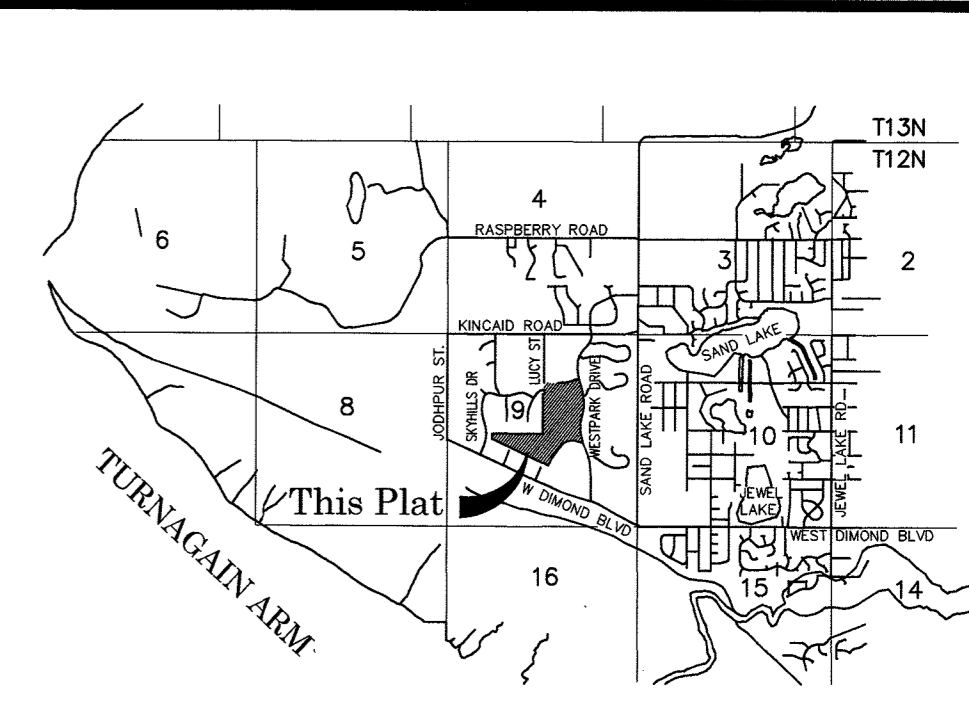 T13N
T12N
4
RASPBERRY ROAD
6
5
3
2
KINCAID ROAD
SAND LAKE
LUCY ST
JODHPUR ST.
SKYHILLS DR
WESTPARK DRIVE
SAND LAKE ROAD
JEWEL LAKE RD
8
9
10
11
TURNAGAIN ARM
This Plat
W DIMOND BLVD
JEWEL
LAKE
WEST DIMOND BLVD
16
15
14